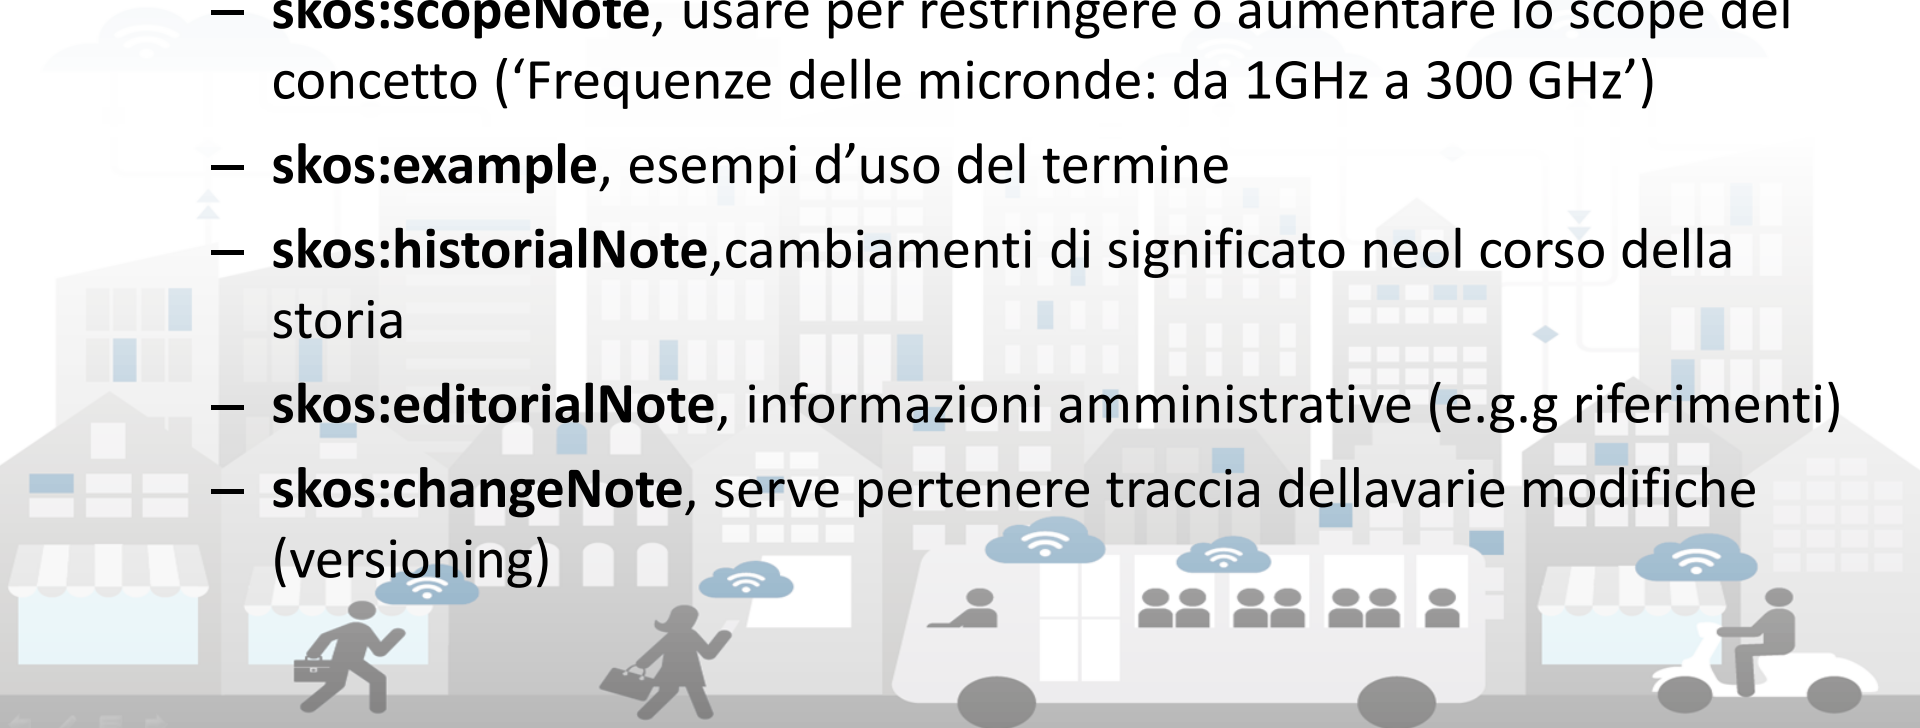 – skos:scopeNote, usare per restringere o aumentare lo scope del
concetto (‘Frequenze delle micronde: da 1GHz a 300 GHz’)
– skos:example, esempi d’uso del termine
– skos:historialNote,cambiamenti di significato neol corso della
storia
– skos:editorialNote, informazioni amministrative (e.g.g riferimenti)
– skos:changeNote, serve pertenere traccia dellavarie modifiche
(versioning)